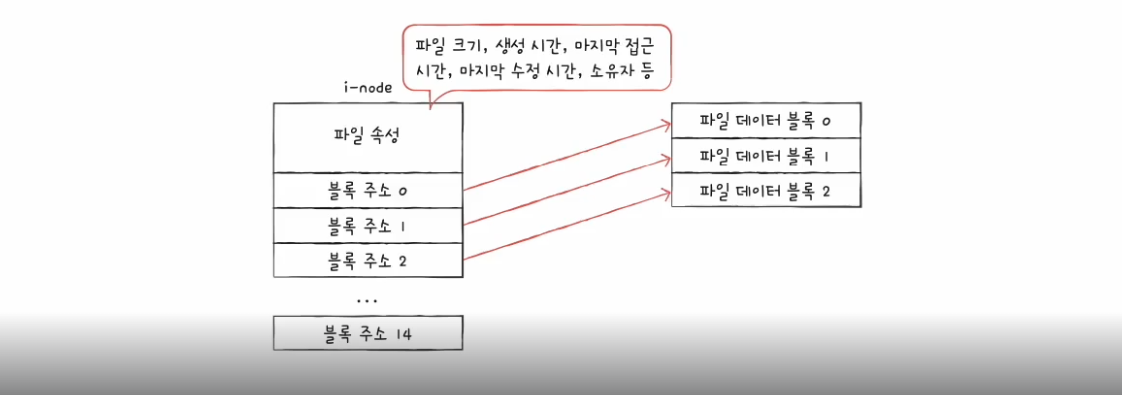 파일 크기, 생성 시간, 마지막 접근
시간, 마지막 수정 시간, 소유자 등
i-node
파일 속성
블록 주소 0
블록 주소 1
블록 주소 2
...
블록 주소 14
파일 데이터 블록 0
파일 데이터 블록 1
파일 데이터 블록 2